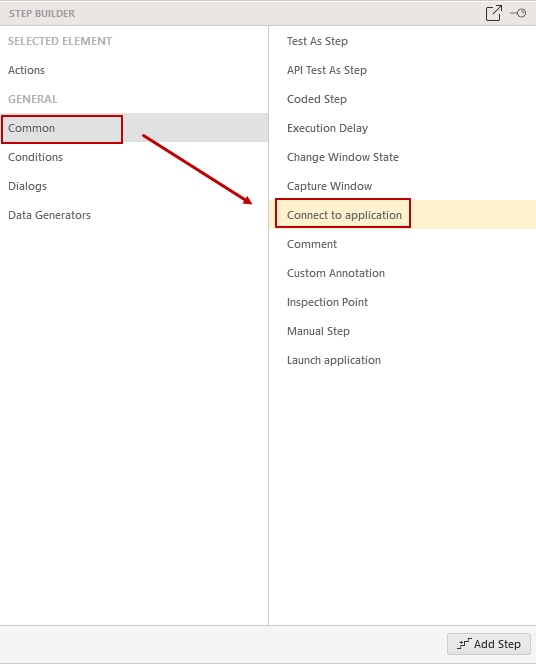 STEP BUILDER
SELECTED ELEMENT
Actions
GENERAL
Common
Conditions
Dialogs
Data Generators
Test As Step
API Test As Step
Coded Step
Execution Delay
Change Window State
Capture Window
Connect to application
Comment
Custom Annotation
Inspection Point
Manual Step
Launch application
Add Step